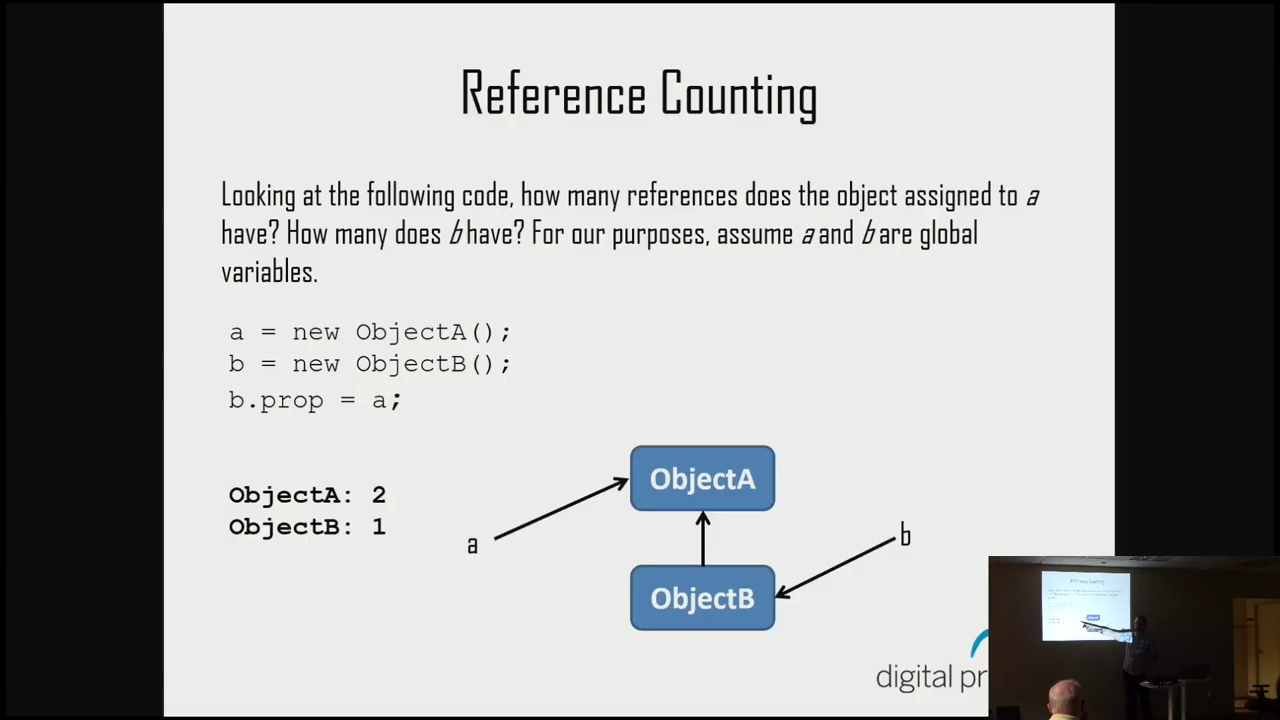 Reference Counting
Looking at the following code, how many references does the object assigned to a
have? How many does b have? For our purposes, assume a and b are global
variables.
a = new ObjectA();
b = new ObjectB();
b.prop = a;
ObjectA: 2
ObjectB: 1
ObjectA
a
b
ObjectB
digital pr